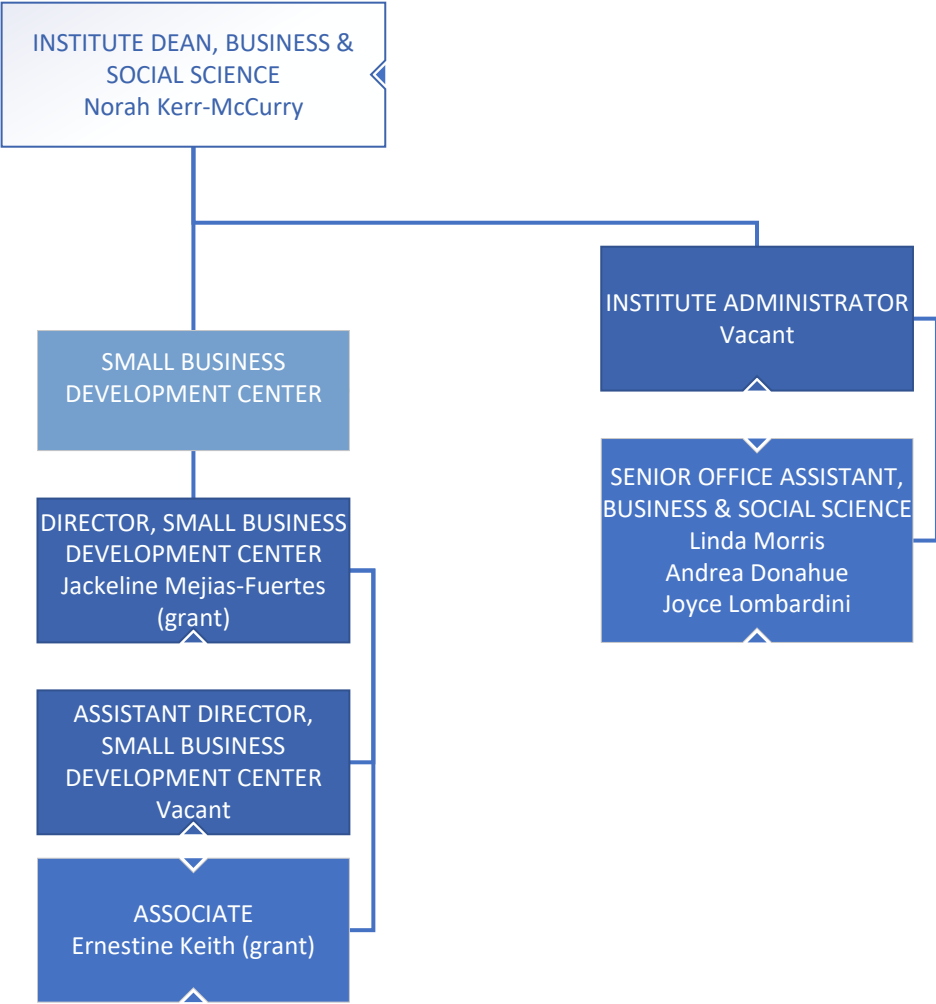 INSTITUTE DEAN, BUSINESS &
SOCIAL SCIENCE
Norah Kerr-McCurry
INSTITUTE ADMINISTRATOR
Vacant
SMALL BUSINESS
DEVELOPMENT CENTER
SENIOR OFFICE ASSISTANT,
BUSINESS & SOCIAL SCIENCE
Linda Morris
Andrea Donahue
Joyce Lombardini
DIRECTOR, SMALL BUSINESS
DEVELOPMENT CENTER
Jackeline Mejias-Fuertes
(grant)
ASSISTANT DIRECTOR,
SMALL BUSINESS
DEVELOPMENT CENTER
Vacant
ASSOCIATE
Ernestine Keith (grant)